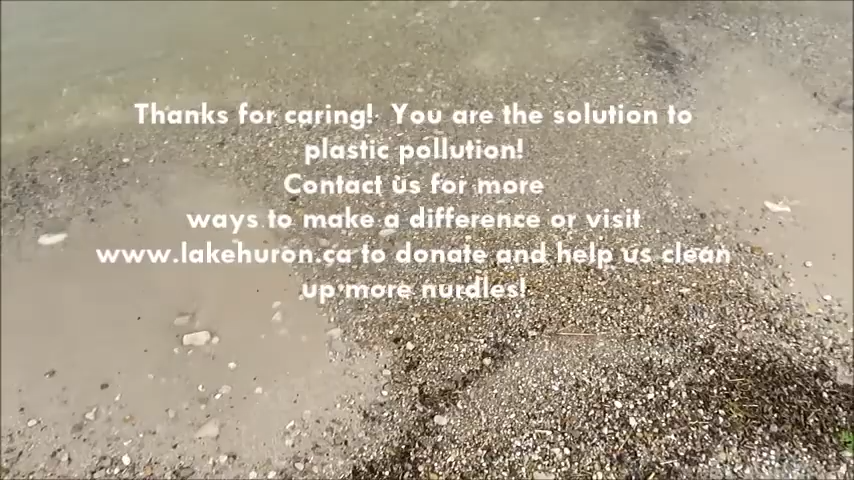 Thanks for caring!  You are the solution to
plastic pollution!
Contact us for more
ways to make a difference or visit
www.lakehuron.ca to donate and help us clean
up more nurdles!